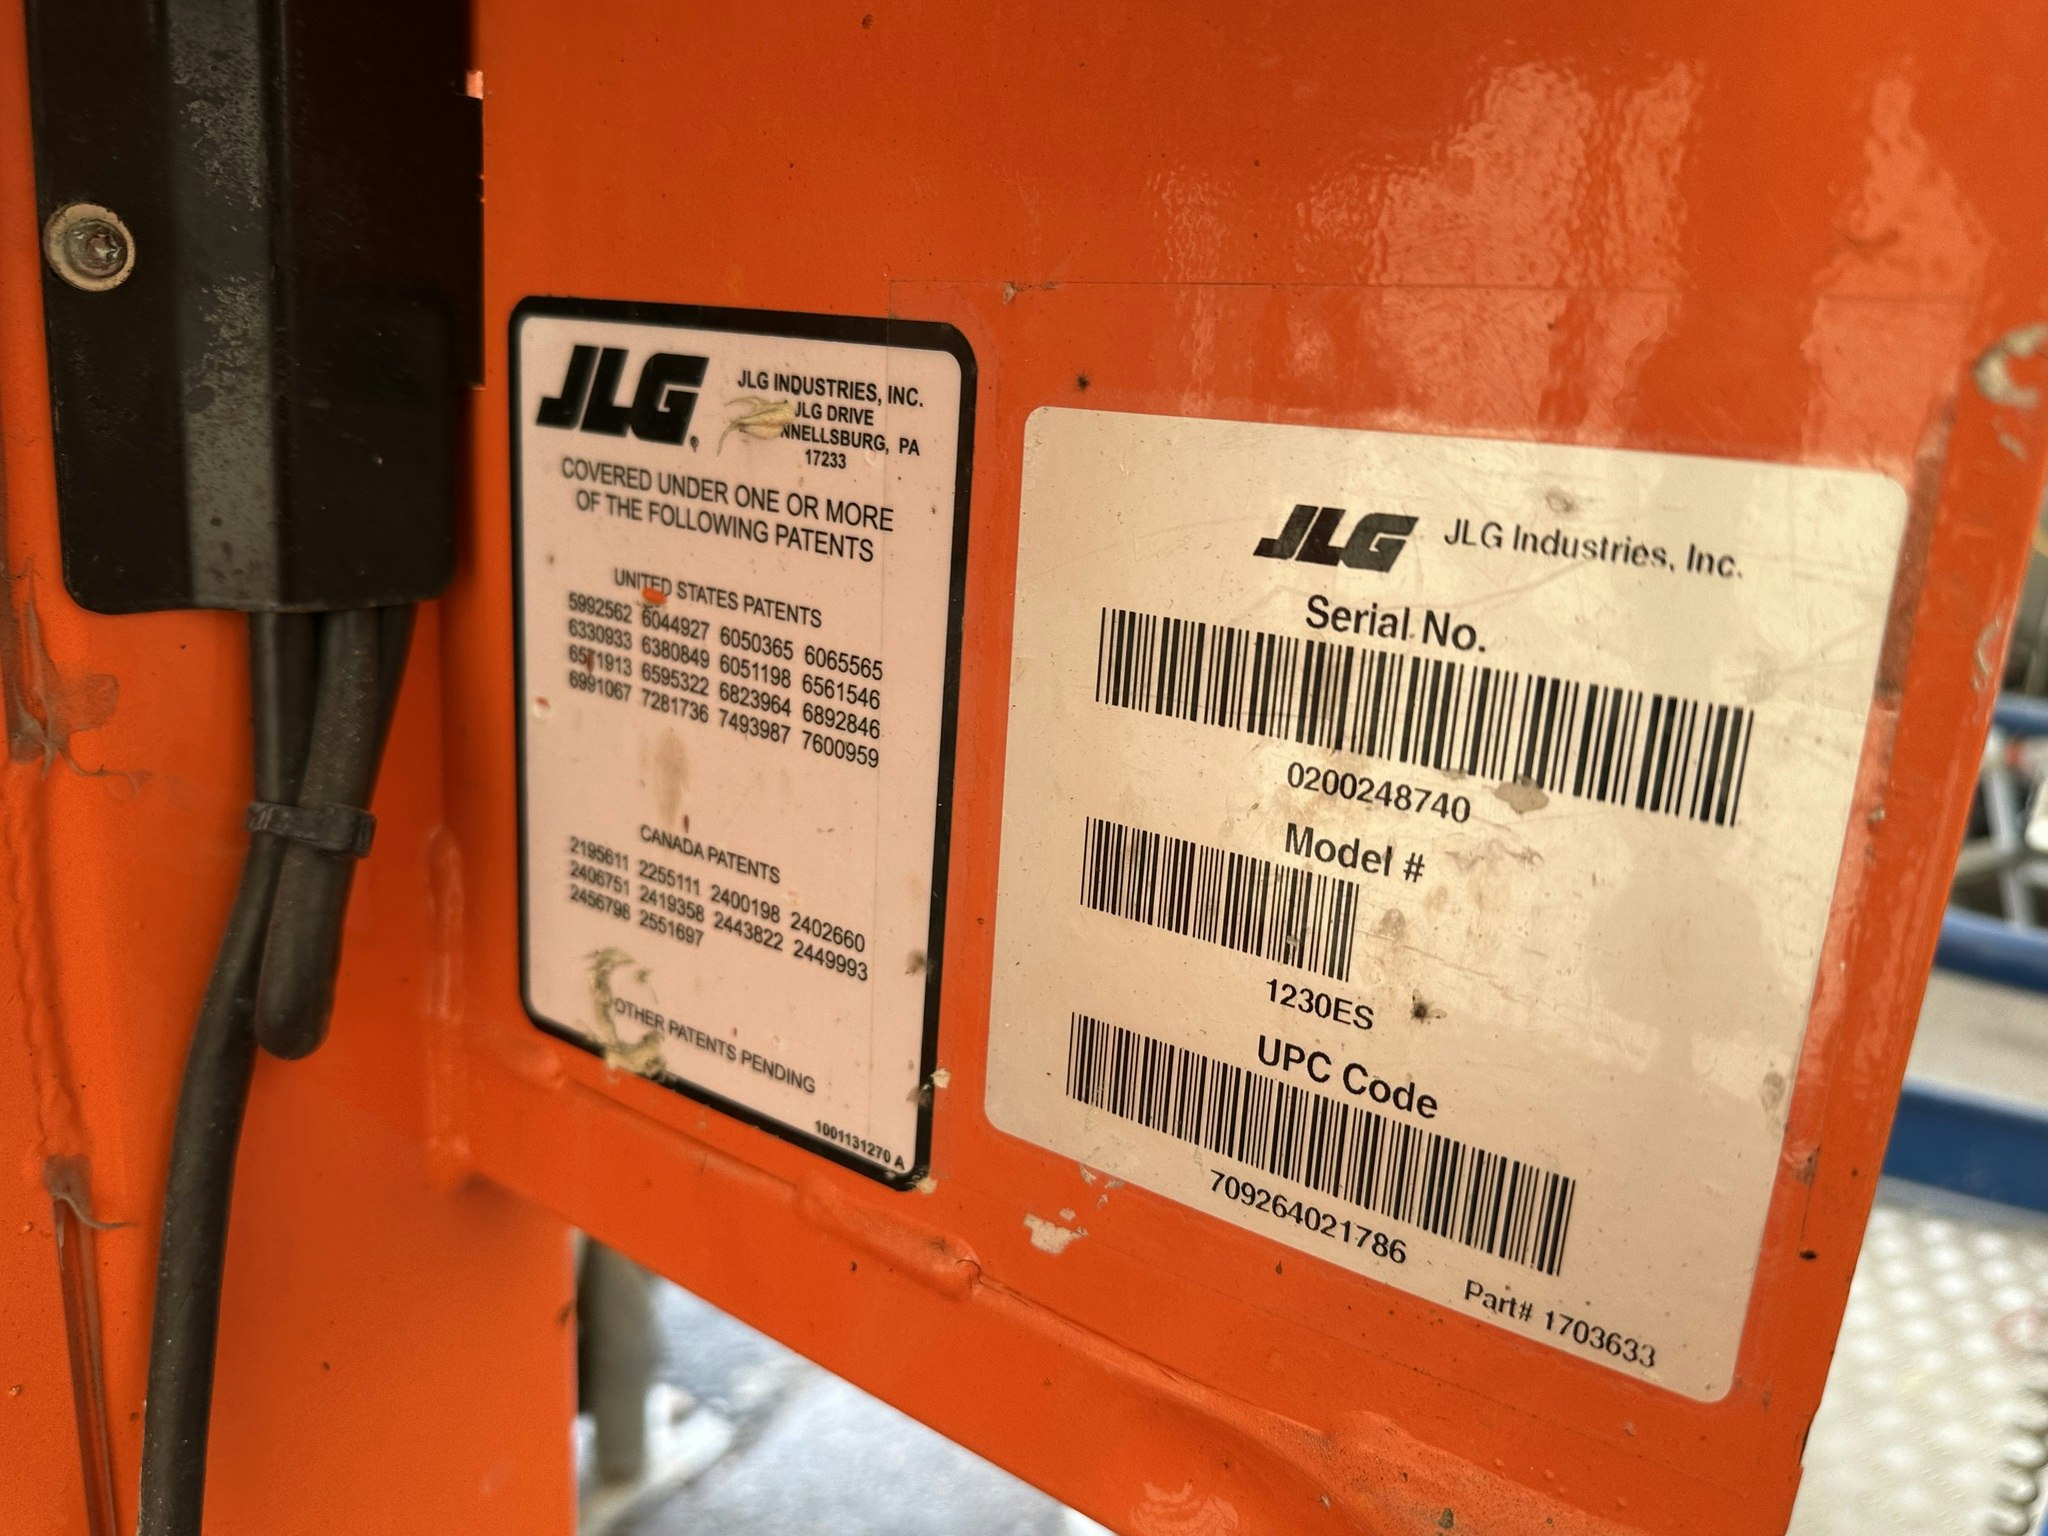 JLG
JLG INDUSTRIES, INC.
JLG DRIVE
PA
17233
COVERED UNDER ONE OR MORE
OF THE FOLLOWING PATENTS
UNITED STATES PATENTS
5992562 6044927 6050365 6065565
6330933 6380849 6051198 6561546
6571913 6595322 6823964 6892846
6991067 7281736 7493987 7600959
CANADA PATENTS
2195611 2255111 2400198 2402660
2406751 2419358 2443822 2449993
2456796 2551697
OTHER PATENTS PENDING
1001131270 A
JLG JLG Industries, Inc.
Serial No.
0200248740
Model #
1230ES
UPC Code
709264021786
Part# 1703633